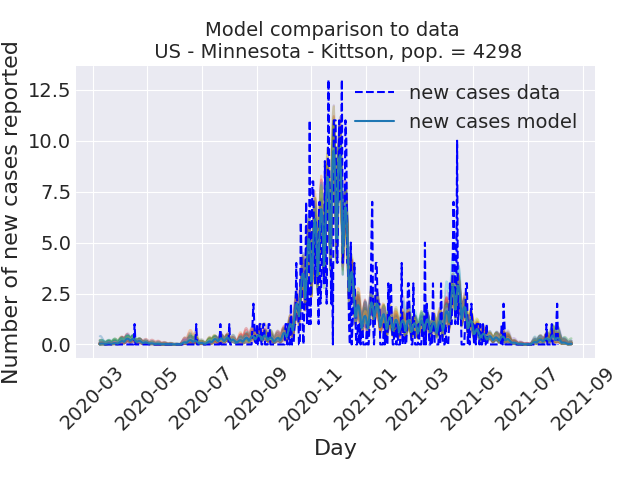 Model comparison to data
US - Minnesota - Kittson, pop. = 4298
Number of new cases reported
12.5
10.0
7.5
5.0
2.5
0.0
new cases data
new cases model
2020-03
2020-05
2020-07
2020-09
2020-11
2021-01
2021-03
2021-05
2021-07
2021-09
Day